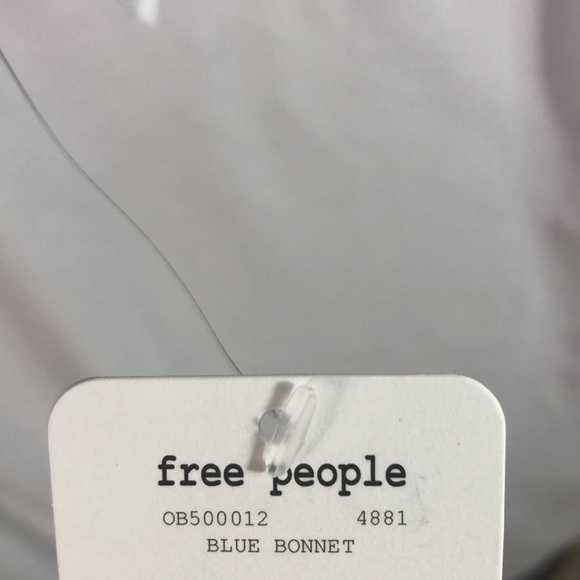 free people
OB500012 4881
BLUE BONNET